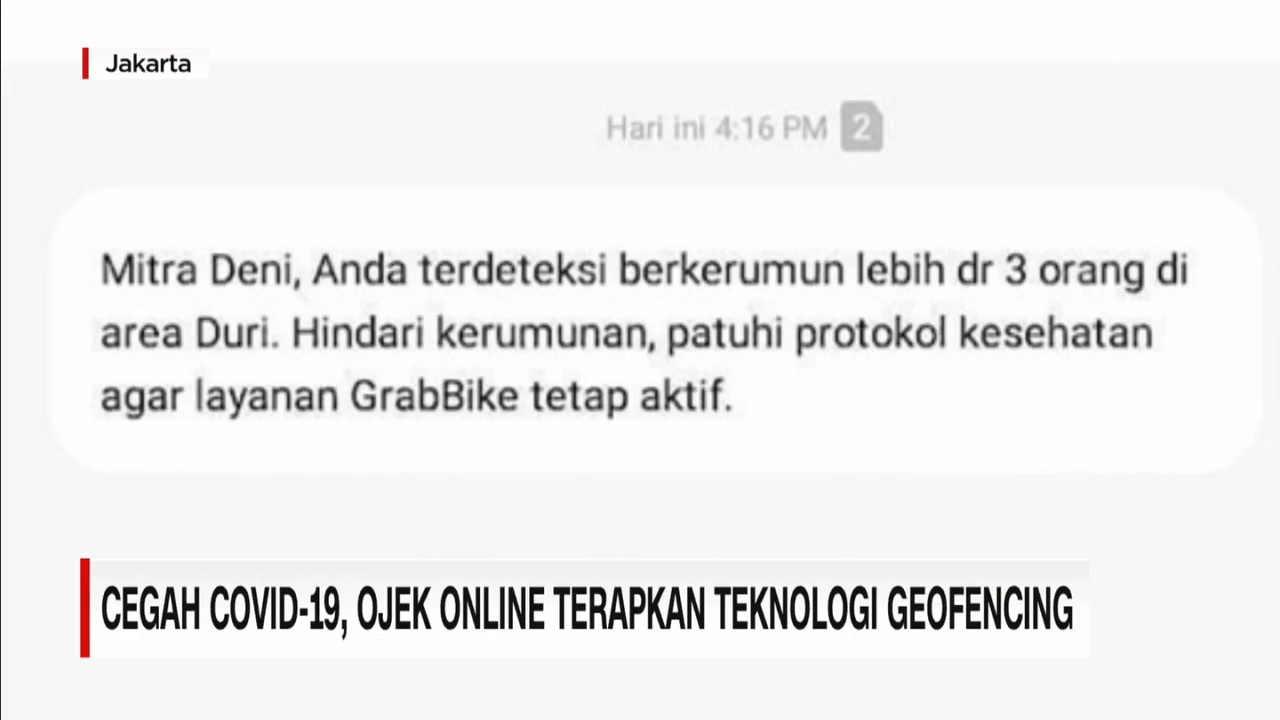 Jakarta
Hari ini 4:16 PM 2
Mitra Deni, Anda terdeteksi berkerumun lebih dr 3 orang di
area Duri. Hindari kerumunan, patuhi protokol kesehatan
agar layanan GrabBike tetap aktif.
CEGAH COVID-19, OJEK ONLINE TERAPKAN TEKNOLOGI GEOFENCING